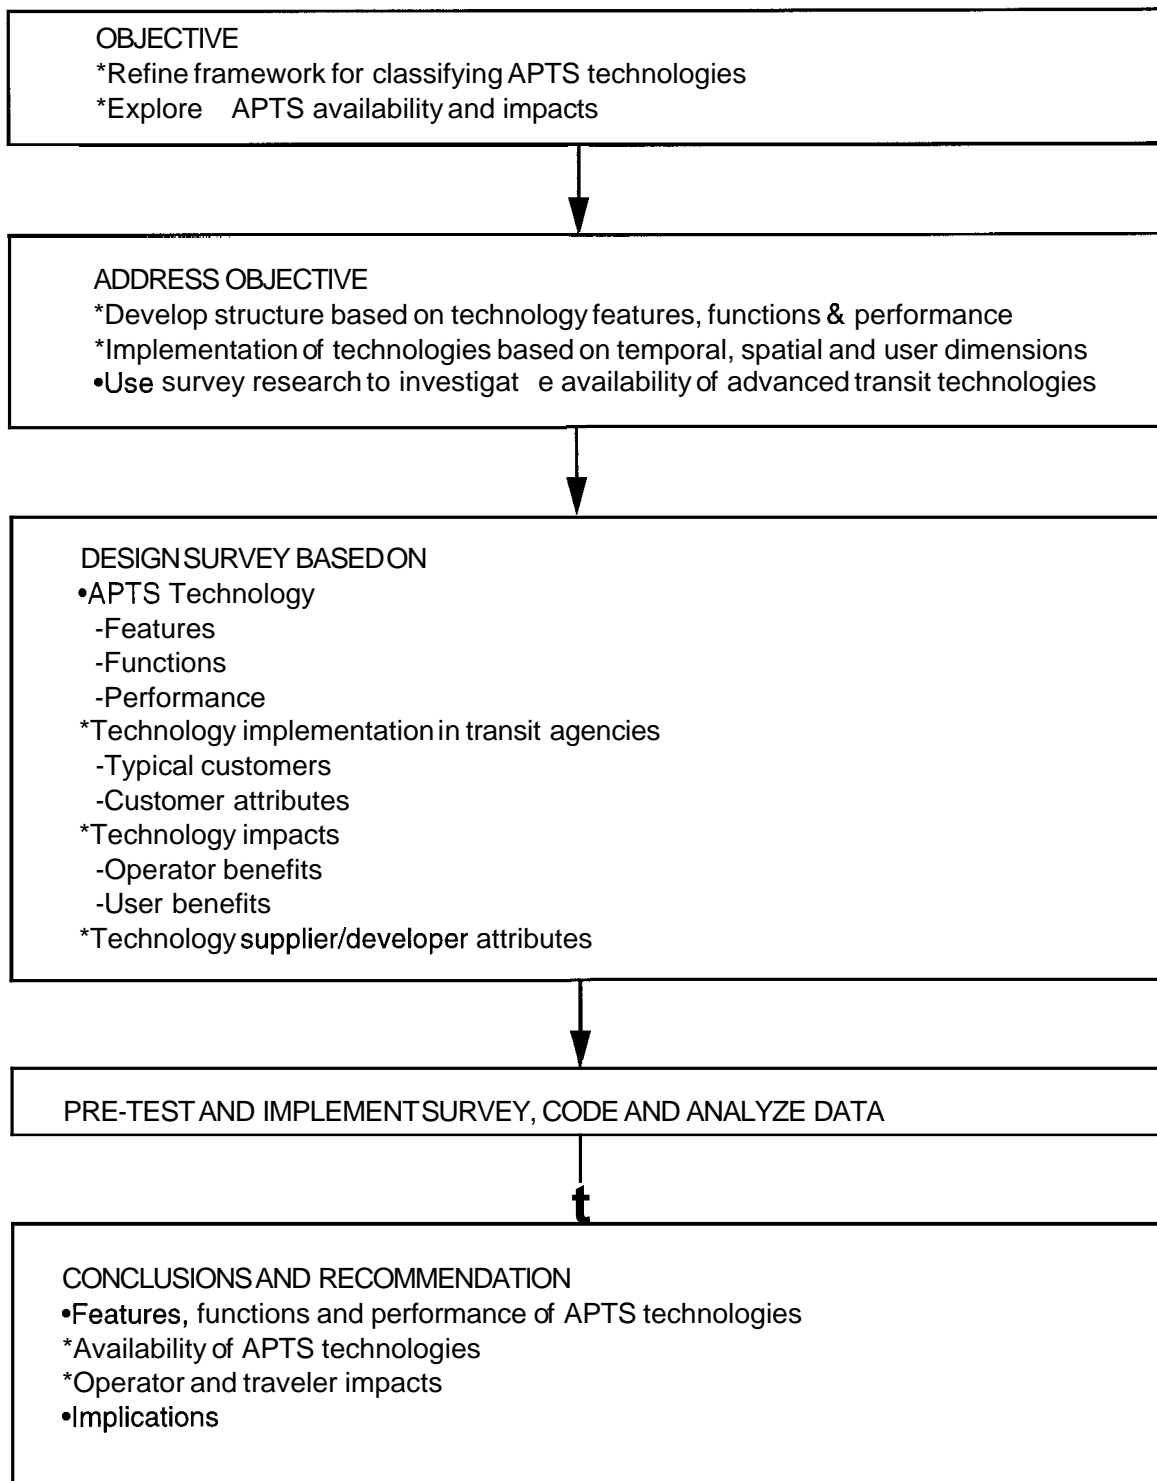 OBJECTIVE
*Refine framework for classifying APTS technologies
*Explore APTS availability and impacts
ADDRESS OBJECTIVE
*Develop structure based on technology features, functions & performance
*Implementation of technologies based on temporal, spatial and user dimensions
•Use survey research to investigat e availability of advanced transit technologies
DESIGN SURVEY BASED ON
•APTS Technology
-Features
-Functions
-Performance
*Technology implementation in transit agencies
-Typical customers
-Customer attributes
*Technology impacts
-Operator benefits
-User benefits
*Technology supplier/developer attributes
PRE-TEST AND IMPLEMENT SURVEY, CODE AND ANALYZE DATA
t
CONCLUSIONS AND RECOMMENDATION
•Features, functions and performance of APTS technologies
*Availability of APTS technologies
*Operator and traveler impacts
•Implications